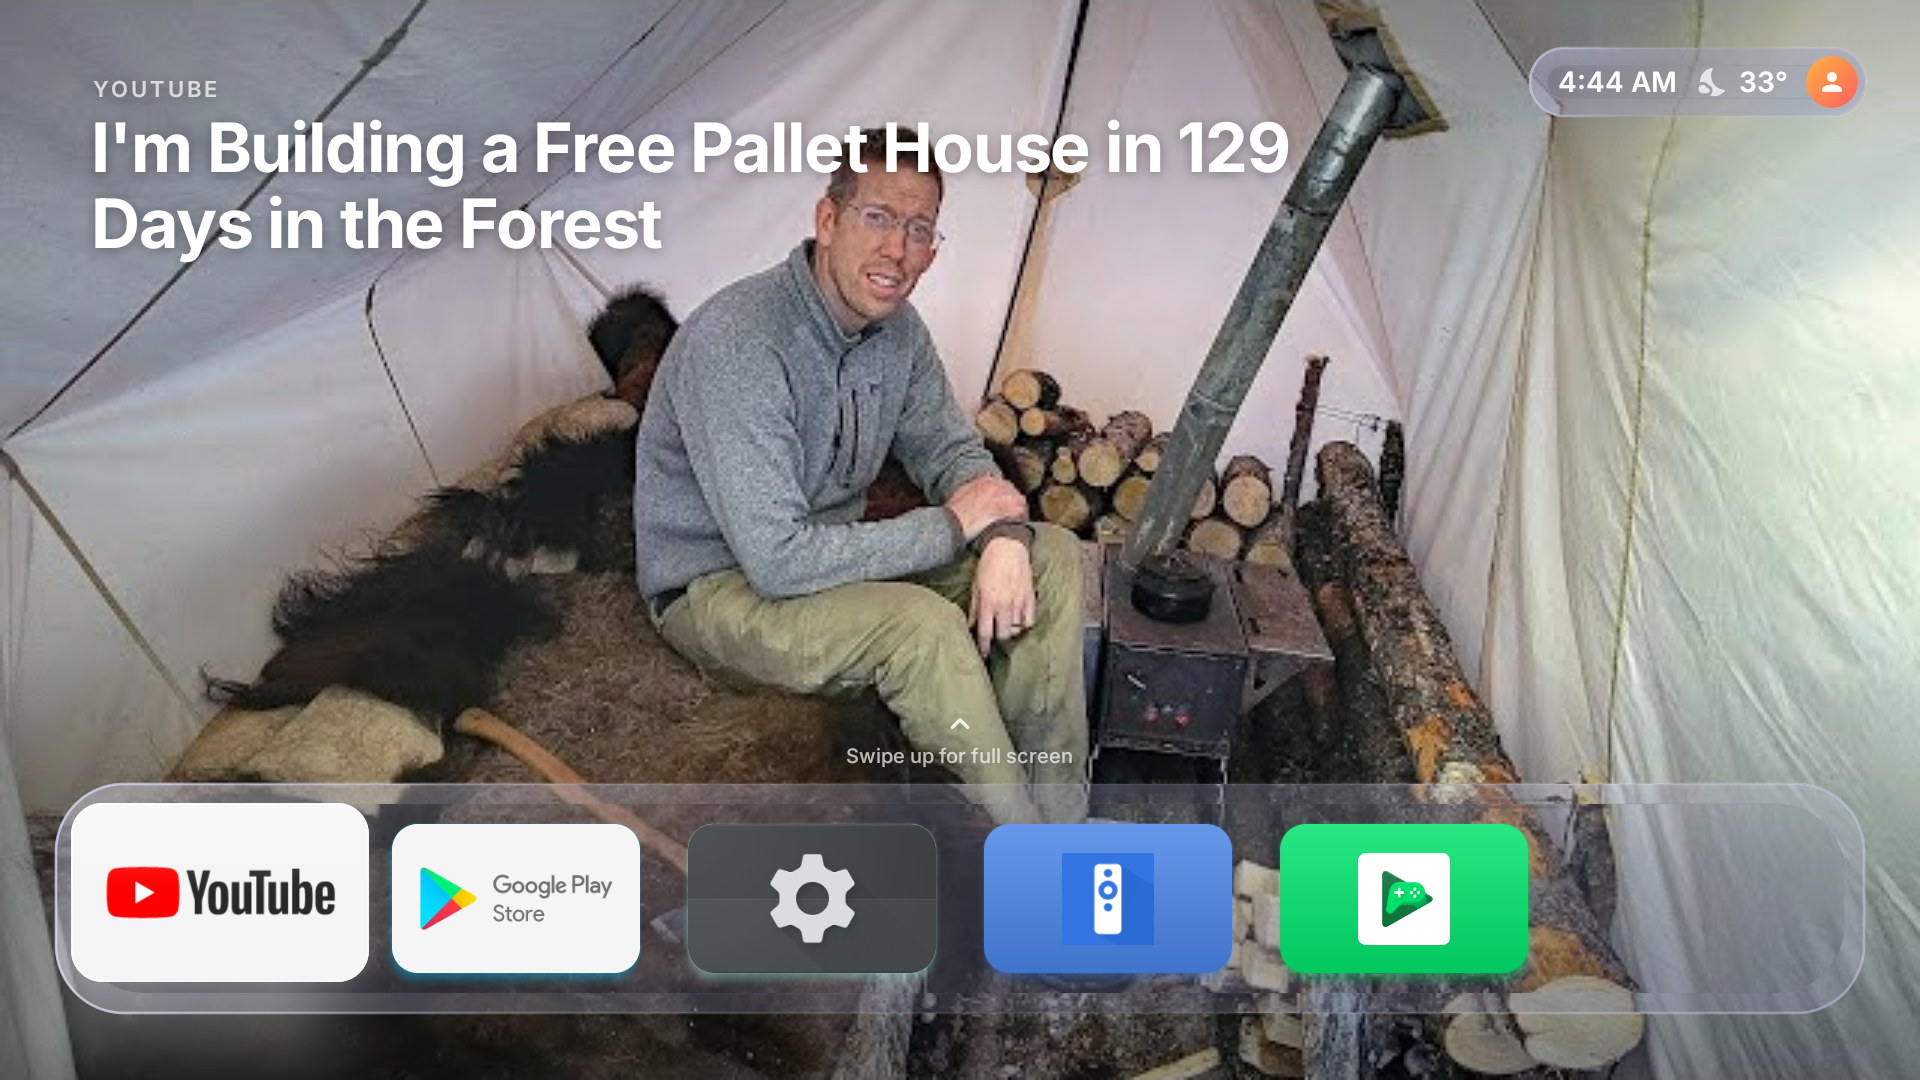 YOUTUBE
4:44 AM 33°
I'm Building a Free Pallet House in 129
Days in the Forest
Swipe up for full screen
YouTube
Google Play
Store